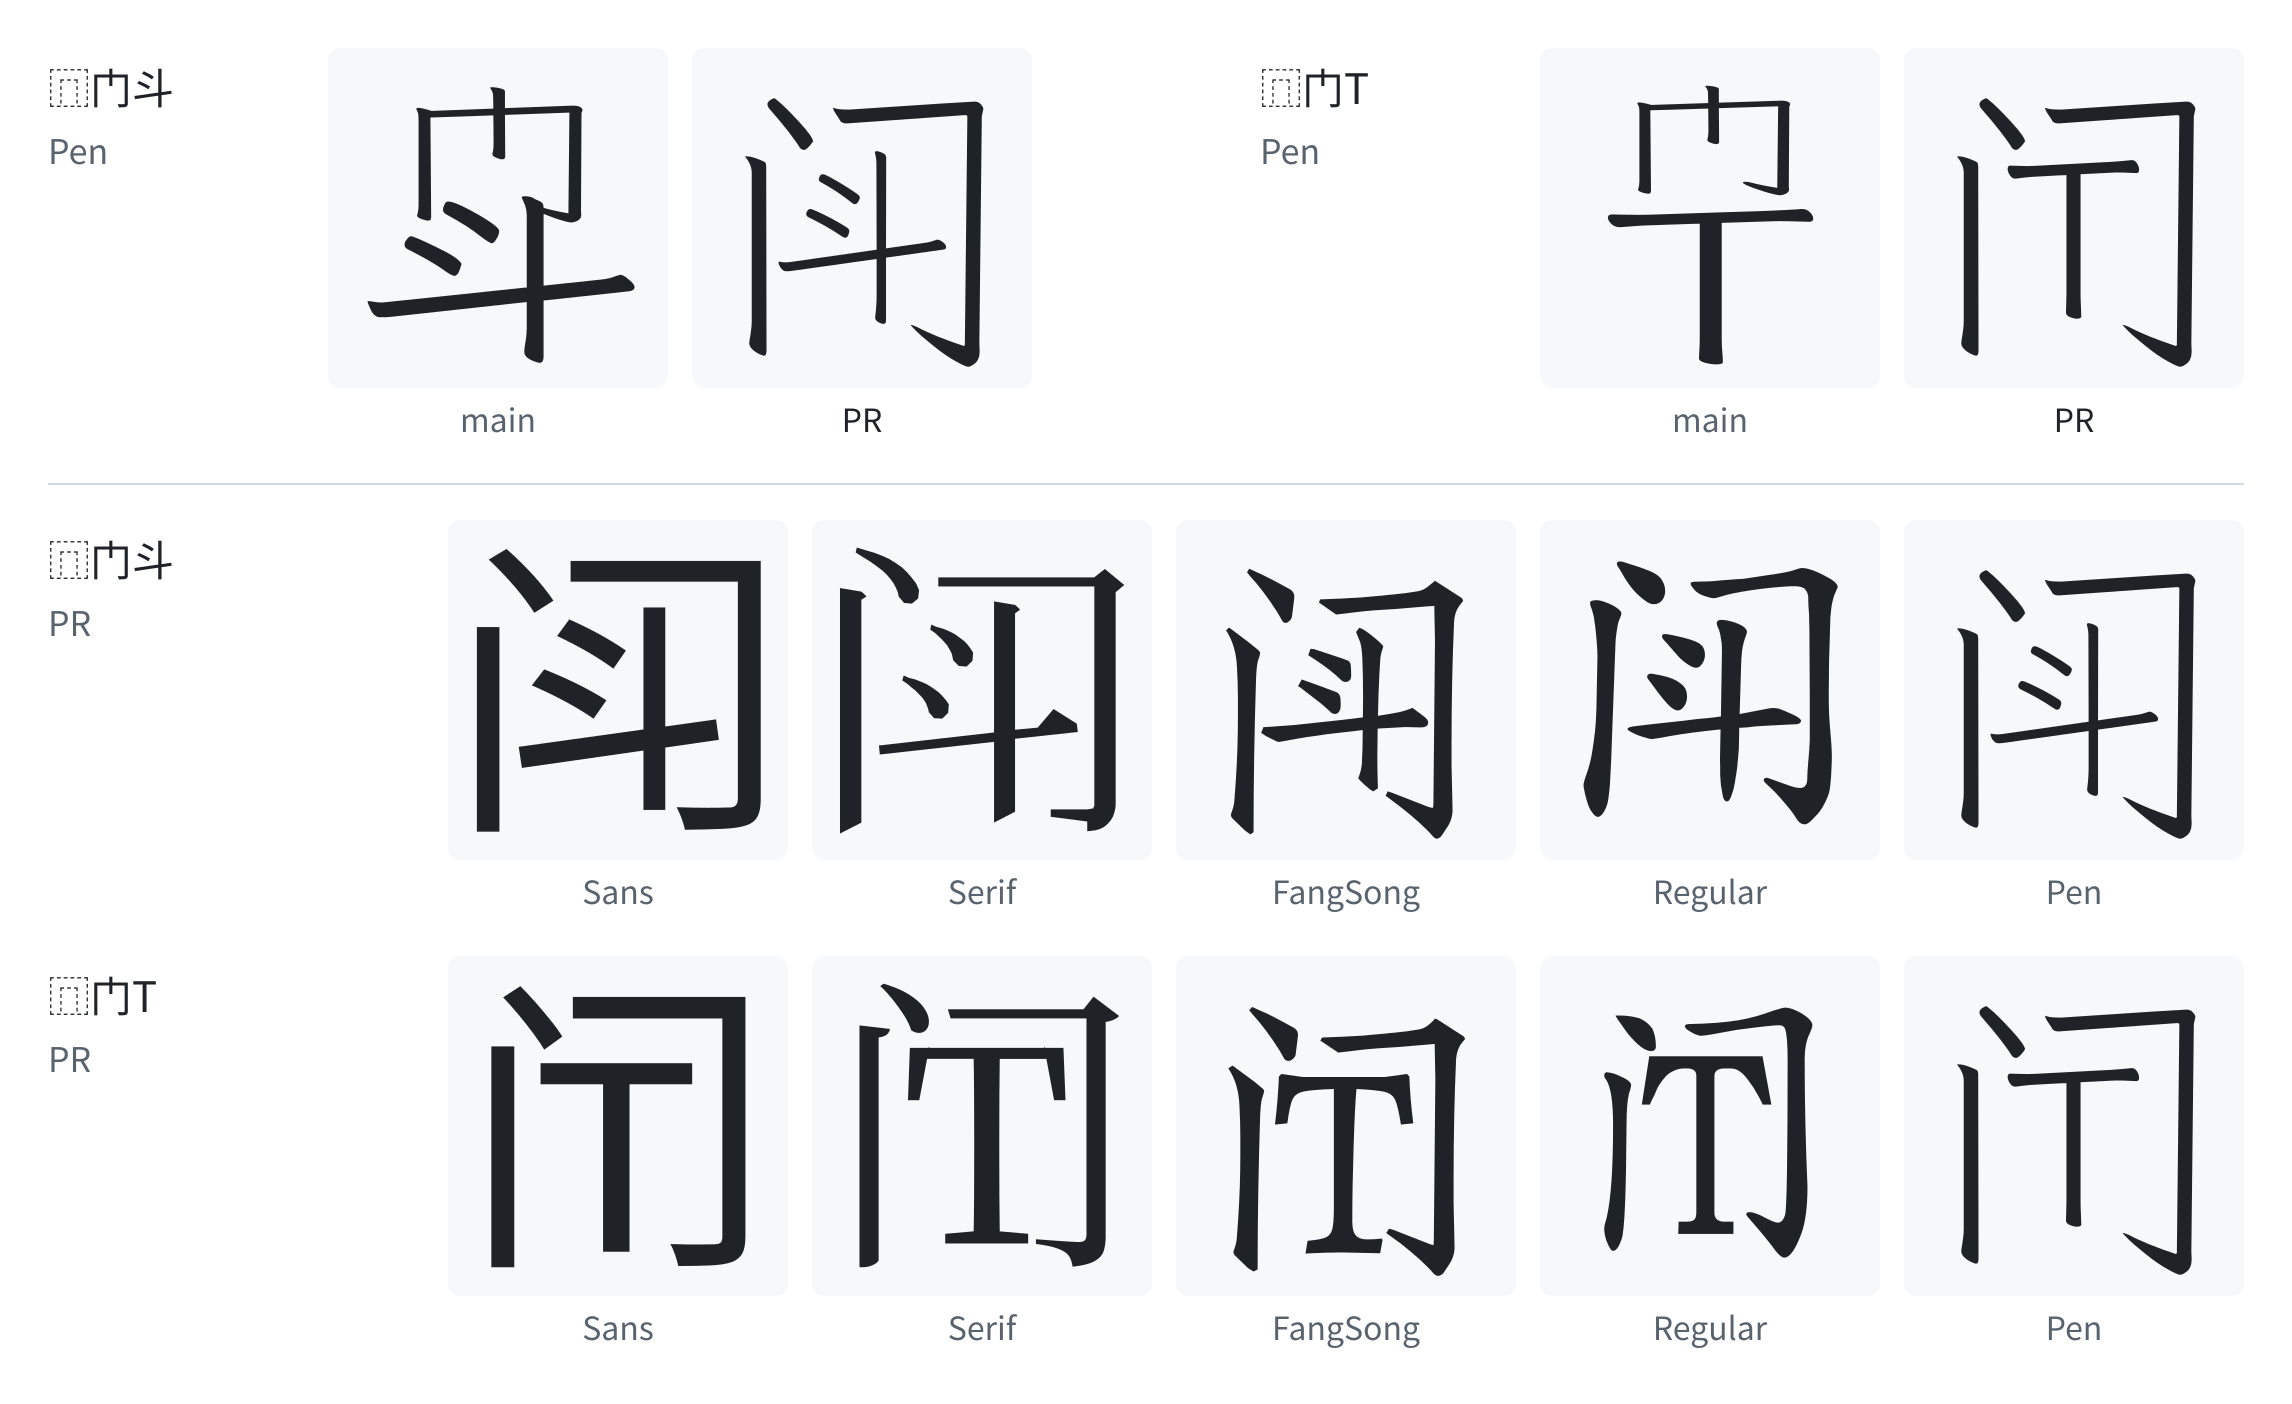 ⿵门斗
Pen
main
PR
⿵门T
Pen
main
PR
⿵门斗
PR
Sans
Serif
FangSong
Regular
Pen
⿵门T
PR
Sans
Serif
FangSong
Regular
Pen